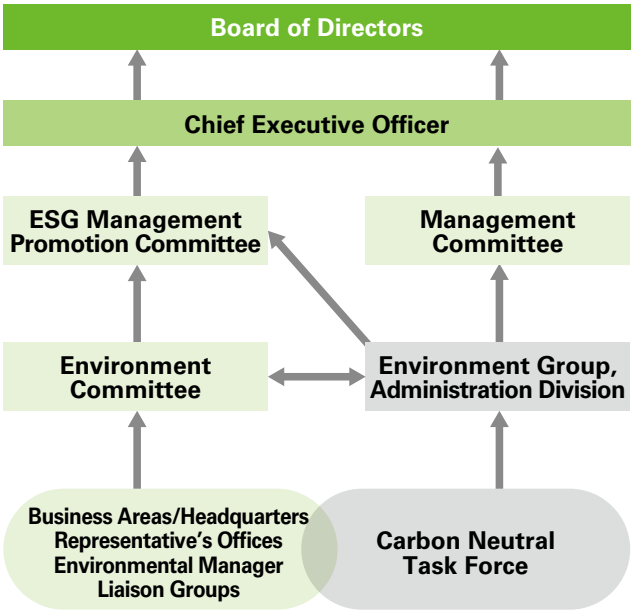 Board of Directors
Chief Executive Officer
ESG Management
Promotion Committee
Management
Committee
Environment
Committee
Environment Group,
Administration Division
Business Areas/Headquarters
Representative's Offices
Environmental Manager
Liaison Groups
Carbon Neutral
Task Force